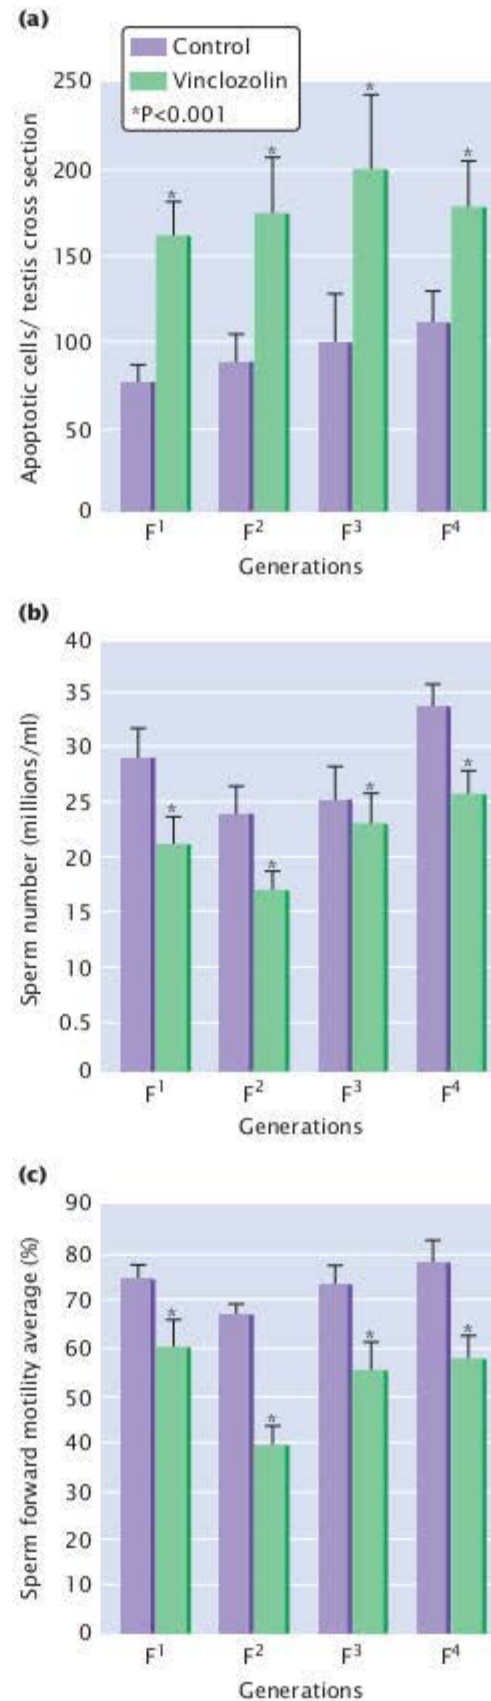 (a)
Control
Vinclozolin
*P<0.001
Apoptotic cells/ testis cross section
250
200
150
100
50
0
* * * *
F¹ F² F³ F⁴
Generations
(b)
Sperm number (millions/ml)
40
35
30
25
20
15
10
0.5
0
* * * *
F¹ F² F³ F⁴
Generations
(c)
Sperm forward motility average (%)
90
80
70
60
50
40
30
20
10
0
* * * *
F¹ F² F³ F⁴
Generations